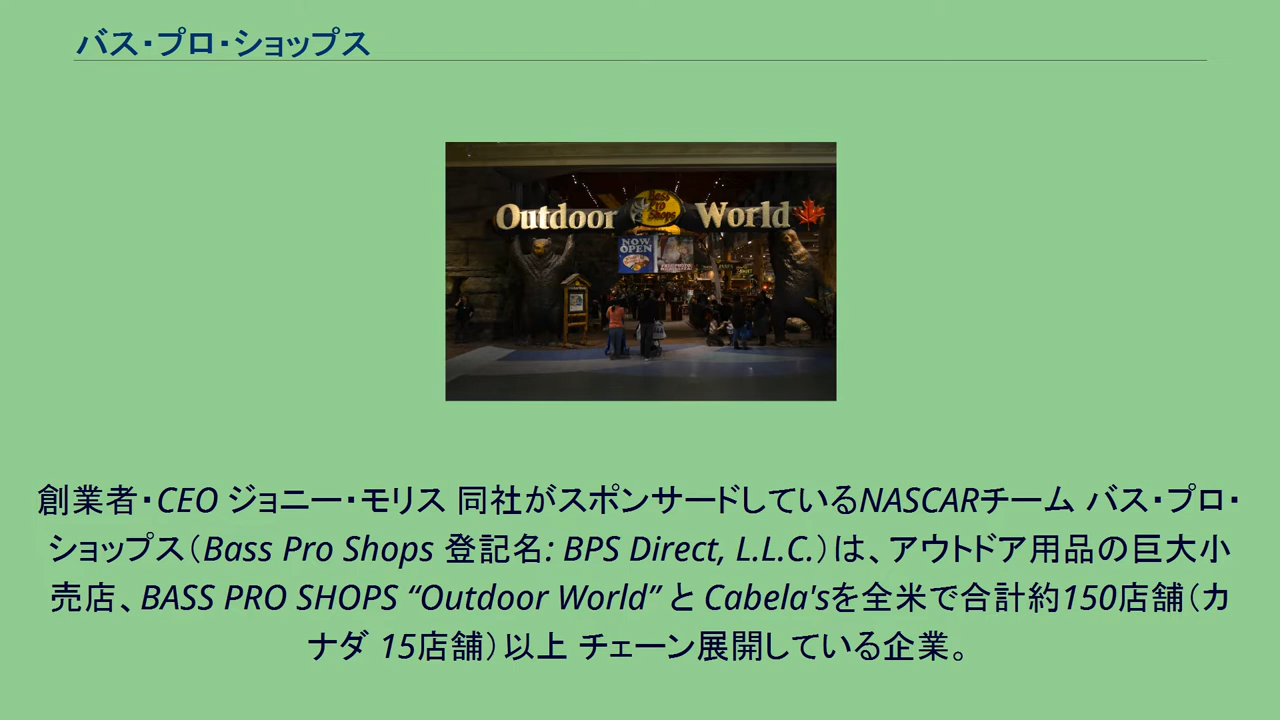 バス・プロ・ショップス
Outdoor Bass Pro Shops World
NOW
OPEN
創業者・CEO ジョニー・モリス 同社がスポンサードしているNASCARチーム バス・プロ・
ショップス（Bass Pro Shops 登記名: BPS Direct, L.L.C.）は、アウトドア用品の巨大小
売店、BASS PRO SHOPS “Outdoor World” と Cabela'sを全米で合計約150店舗（カ
ナダ 15店舗）以上 チェーン展開している企業。